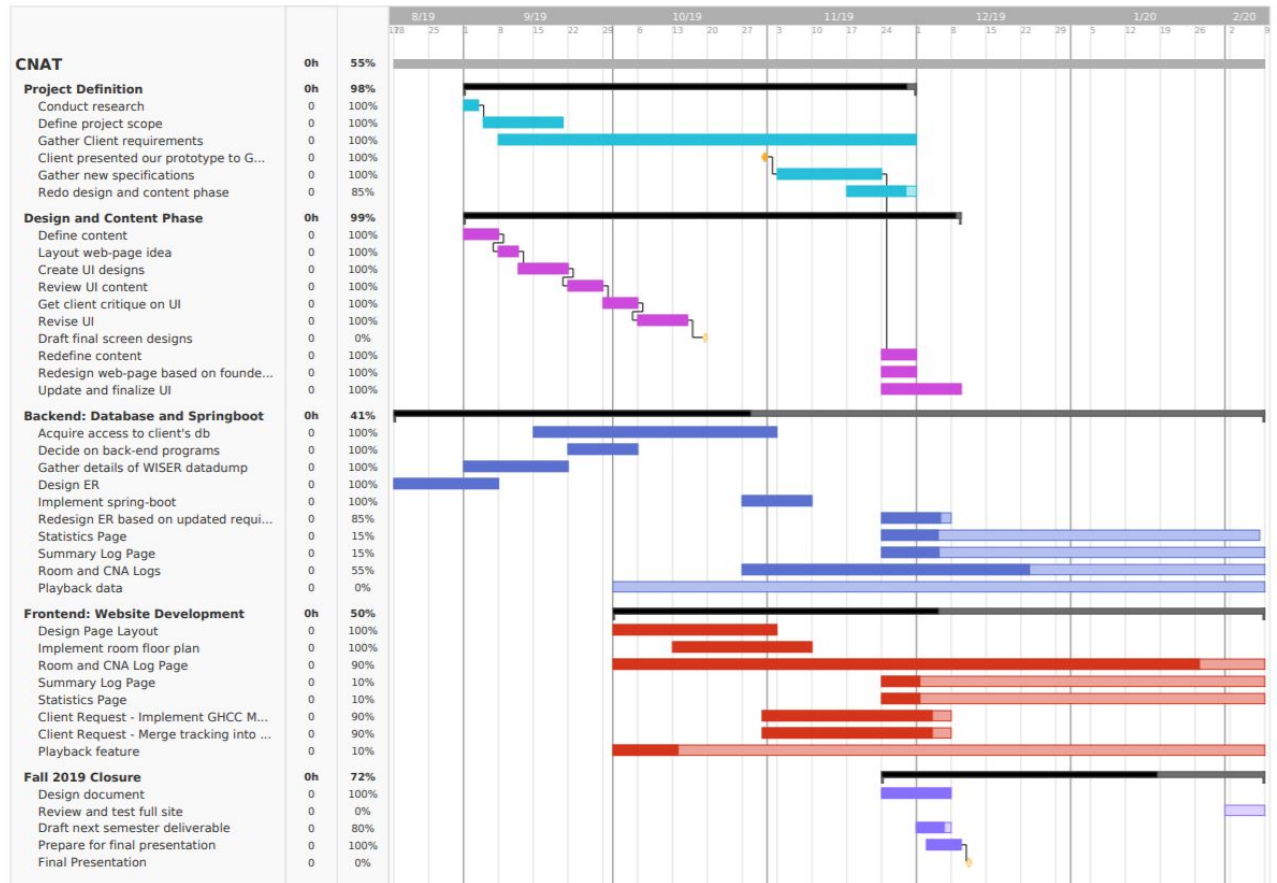 8/19 9/19 10/19 11/19 12/19 1/20 2/20
18 25 1 8 15 22 29 6 13 20 27 3 10 17 24 1 8 15 22 29 5 12 19 26 2 9
CNAT 0h 55%
Project Definition 0h 98%
Conduct research 0 100%
Define project scope 0 100%
Gather Client requirements 0 100%
Client presented our prototype to G... 0 100%
Gather new specifications 0 100%
Redo design and content phase 0 85%
Design and Content Phase 0h 99%
Define content 0 100%
Layout web-page idea 0 100%
Create UI designs 0 100%
Review UI content 0 100%
Get client critique on UI 0 100%
Revise UI 0 100%
Draft final screen designs 0 0%
Redefine content 0 100%
Redesign web-page based on founde... 0 100%
Update and finalize UI 0 100%
Backend: Database and Springboot 0h 41%
Acquire access to client's db 0 100%
Decide on back-end programs 0 100%
Gather details of WISER datadump 0 100%
Design ER 0 100%
Implement spring-boot 0 100%
Redesign ER based on updated requi... 0 85%
Statistics Page 0 15%
Summary Log Page 0 15%
Room and CNA Logs 0 55%
Playback data 0 0%
Frontend: Website Development 0h 50%
Design Page Layout 0 100%
Implement room floor plan 0 100%
Room and CNA Log Page 0 90%
Summary Log Page 0 10%
Statistics Page 0 10%
Client Request - Implement GHCC M... 0 90%
Client Request - Merge tracking into ... 0 90%
Playback feature 0 10%
Fall 2019 Closure 0h 72%
Design document 0 100%
Review and test full site 0 0%
Draft next semester deliverable 0 80%
Prepare for final presentation 0 100%
Final Presentation 0 0%